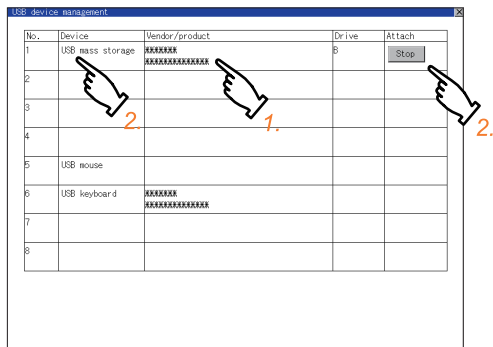 USB device management
No. Device Vendor/product Drive Attach
1 USB mass storage ******* B Stop
**************
2
3
2. 1. 2.
4
5 USB mouse
6 USB keyboard *******
**************
7
8